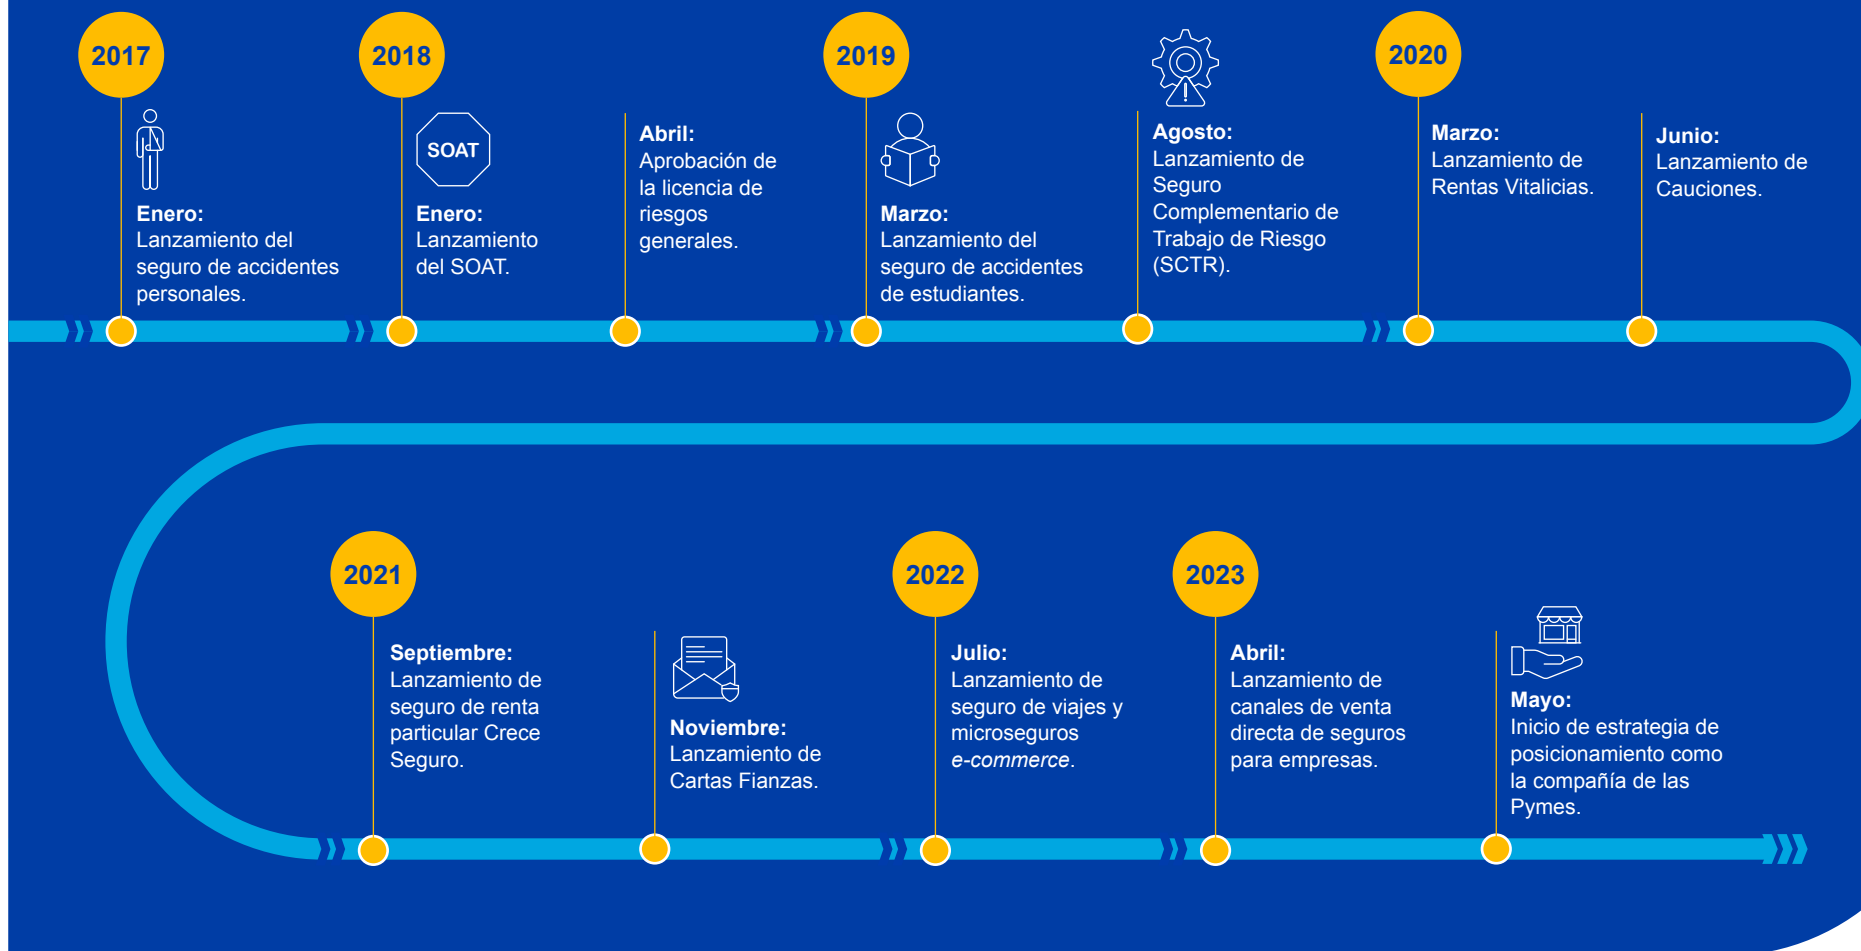 2017
Enero:
Lanzamiento del
seguro de accidentes
personales.
2018
SOAT
Enero:
Lanzamiento
del SOAT.
Abril:
Aprobación de
la licencia de
riesgos
generales.
2019
Marzo:
Lanzamiento del
seguro de accidentes
de estudiantes.
Agosto:
Lanzamiento de
Seguro
Complementario de
Trabajo de Riesgo
(SCTR).
2020
Marzo:
Lanzamiento de
Rentas Vitalicias.
Junio:
Lanzamiento de
Cauciones.
2021
Septiembre:
Lanzamiento de
seguro de renta
particular Crece
Seguro.
Noviembre:
Lanzamiento de
Cartas Fianzas.
2022
Julio:
Lanzamiento de
seguro de viajes y
microseguros
e-commerce.
2023
Abril:
Lanzamiento de
canales de venta
directa de seguros
para empresas.
Mayo:
Inicio de estrategia de
posicionamiento como
la compañía de las
Pymes.